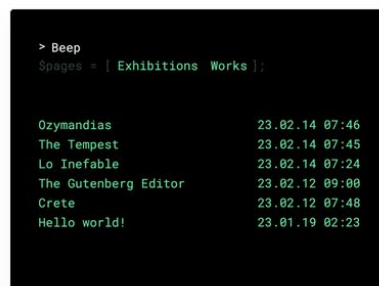 > Beep
$pages = [ Exhibitions Works ];
Ozymandias 23.02.14 07:46
The Tempest 23.02.14 07:45
Lo Inefable 23.02.14 07:24
The Gutenberg Editor 23.02.12 09:00
Crete 23.02.12 07:48
Hello world! 23.01.19 02:23